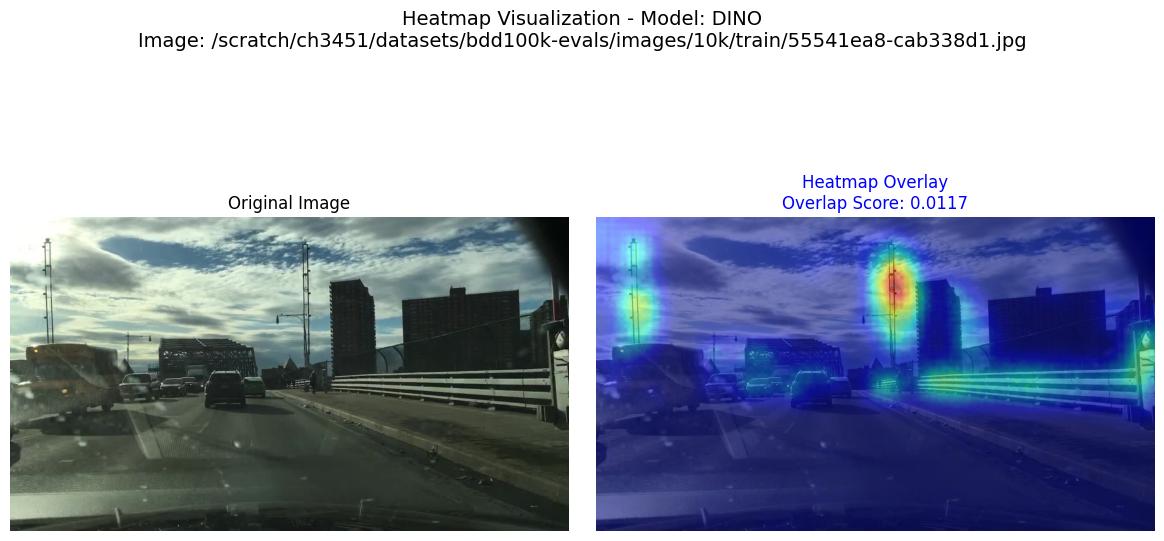 Heatmap Visualization - Model: DINO
Image: /scratch/ch3451/datasets/bdd100k-evals/images/10k/train/55541ea8-cab338d1.jpg
Original Image
Heatmap Overlay
Overlap Score: 0.0117